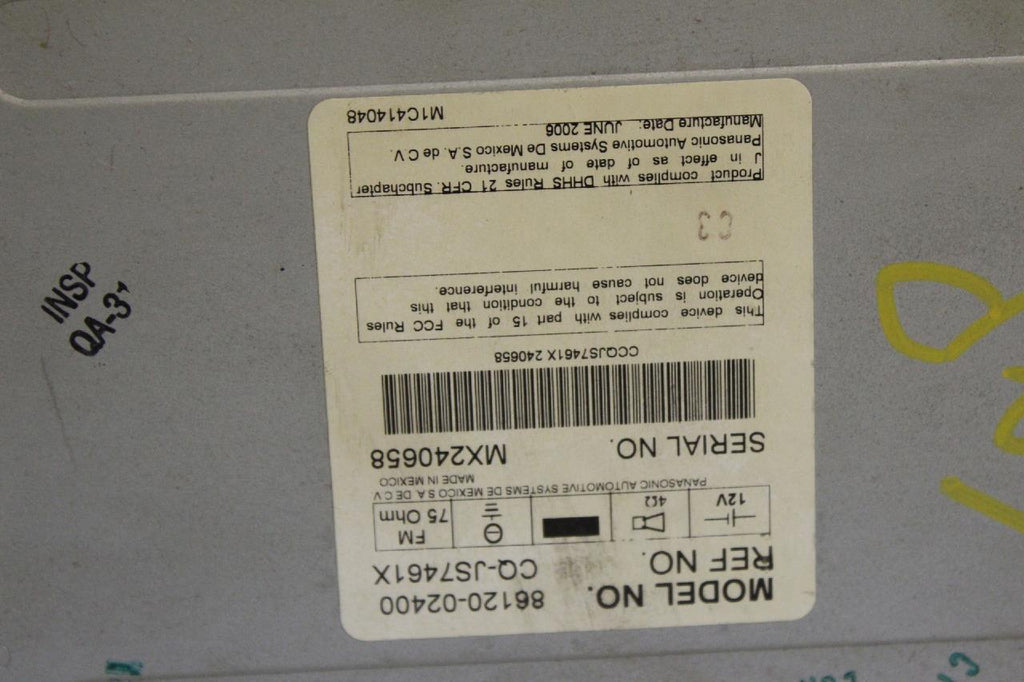 MODEL NO. 86120-02400
REF NO. CQ-JS7461X
12V 4Ω FM
75 Ohm
PANASONIC AUTOMOTIVE SYSTEMS DE MEXICO S.A. DE C.V
MADE IN MEXICO
SERIAL NO. MX240658
CCQJS7461X 240658
This device complies with part 15 of the FCC Rules
Operation is subject to the condition that this
device does not cause harmful interference.
C3
Product complies with DHHS Rules 21 CFR. Subchapter
J in effect as of date of manufacture.
Panasonic Automotive Systems De Mexico S.A. de C.V.
Manufacture Date: JUNE 2006
M1C414048
INSP
QA-3